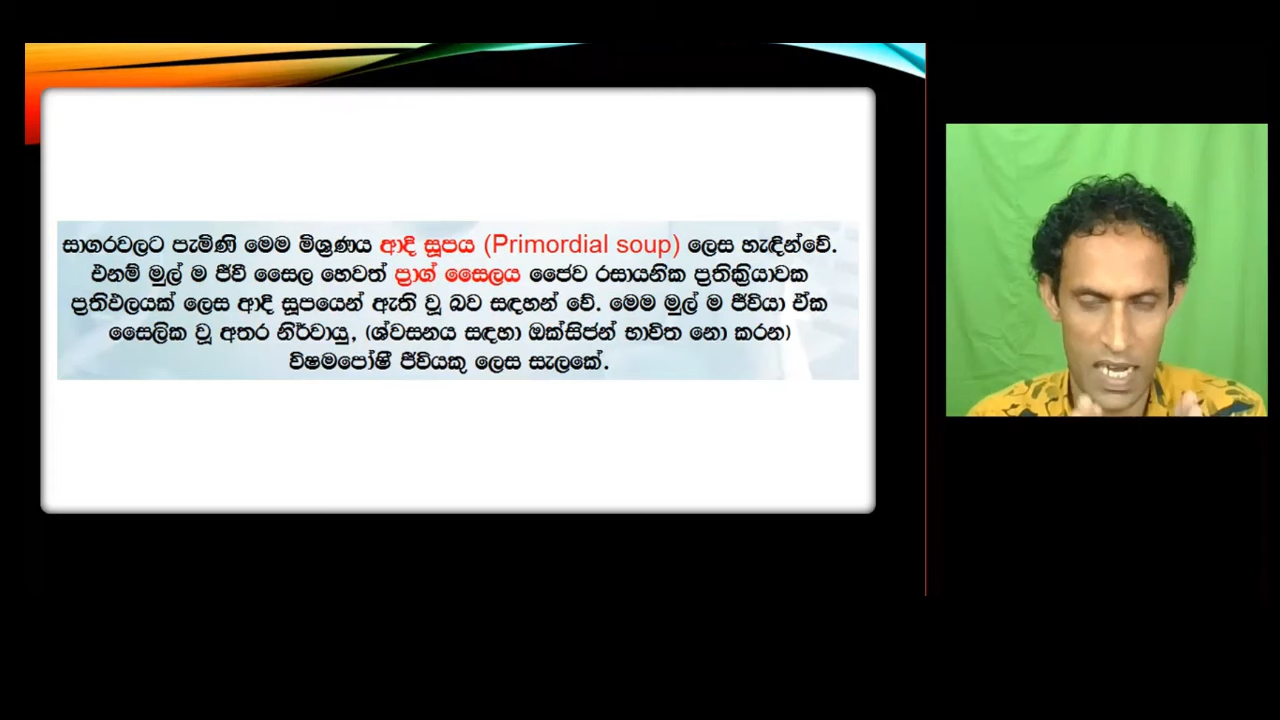 සාගරවලට පැමිණි මෙම මිශ්‍රණය ආදි සූපය (Primordial soup) ලෙස හැඳින්වේ.
එනම් මුල් ම ජීවී සෛල හෙවත් ප්‍රාග් සෛලය ජෛව රසායනික ප්‍රතික්‍රියාවක
ප්‍රතිඵලයක් ලෙස ආදී සූපයෙන් ඇති වූ බව සඳහන් වේ. මෙම මුල් ම ජීවියා ඒක
සෛලික වූ අතර නිර්වායු, (ශ්වසනය සඳහා ඔක්සිජන් භාවිත නො කරන)
විෂමපෝෂී ජීවියකු ලෙස සැලකේ.